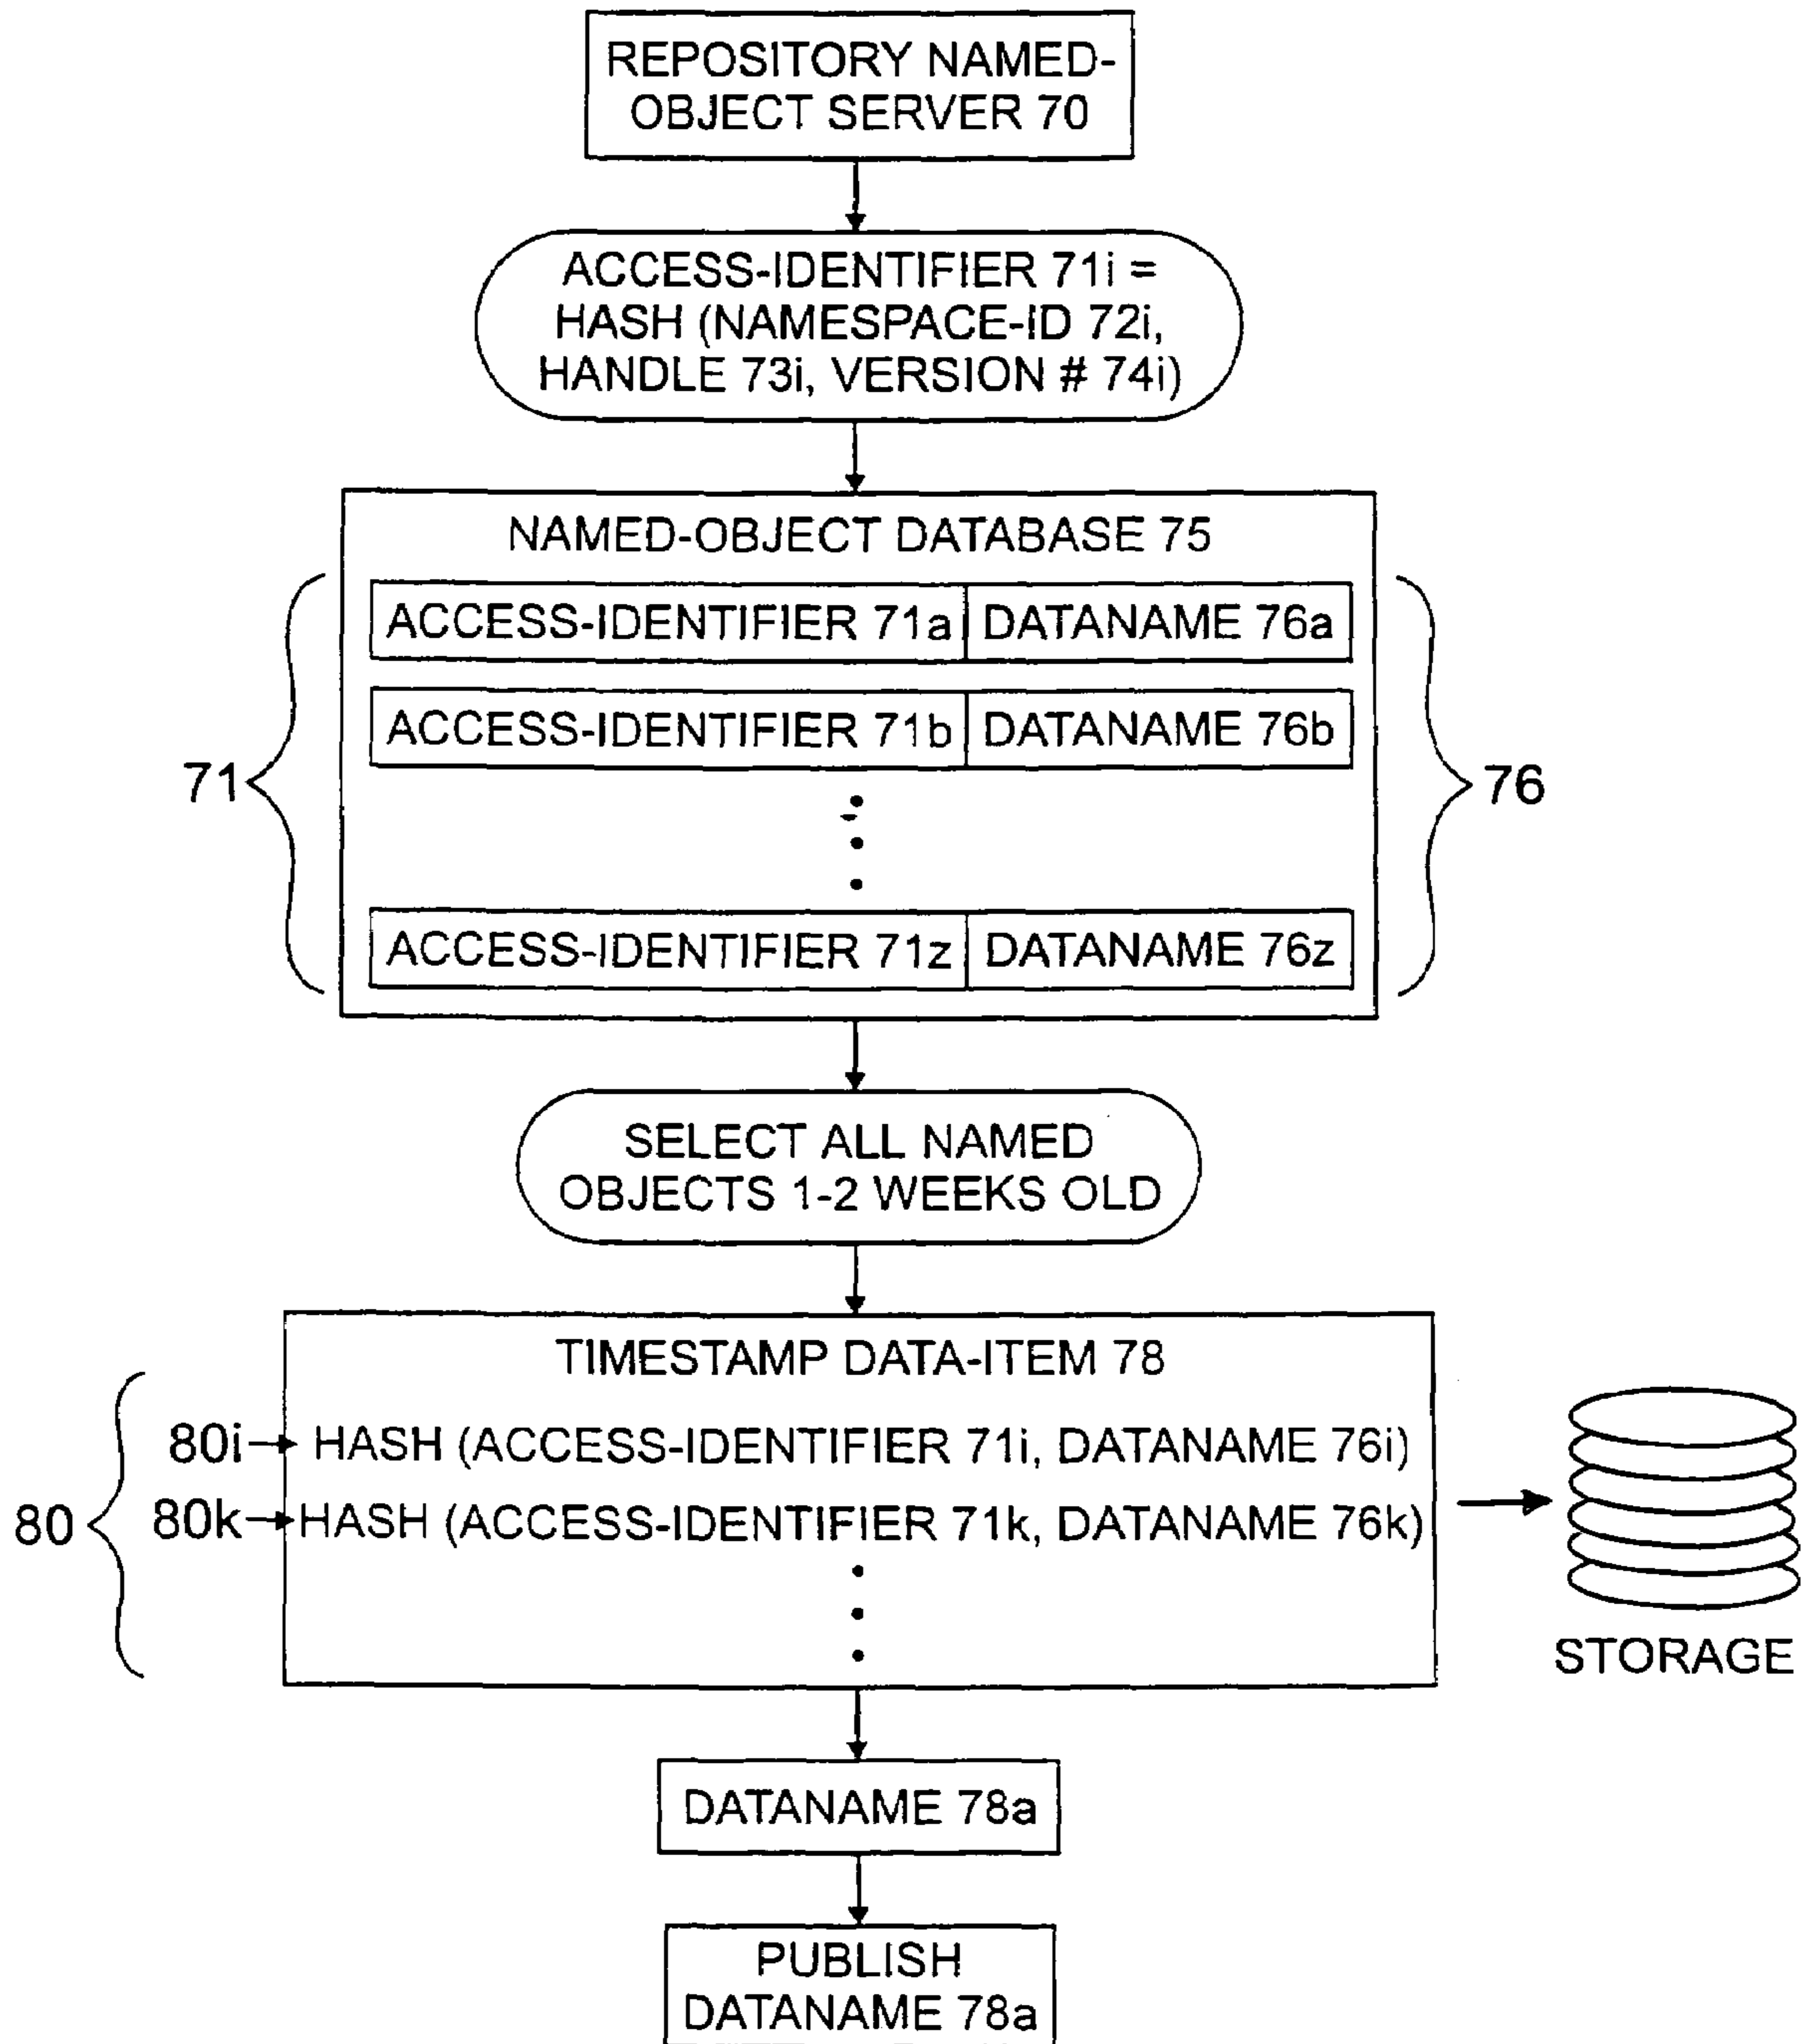 REPOSITORY NAMED-
OBJECT SERVER 70
ACCESS-IDENTIFIER 71i =
HASH (NAMESPACE-ID 72i,
HANDLE 73i, VERSION # 74i)
NAMED-OBJECT DATABASE 75
ACCESS-IDENTIFIER 71a DATANAME 76a
ACCESS-IDENTIFIER 71b DATANAME 76b
71
76
ACCESS-IDENTIFIER 71z DATANAME 76z
SELECT ALL NAMED
OBJECTS 1-2 WEEKS OLD
TIMESTAMP DATA-ITEM 78
80i HASH (ACCESS-IDENTIFIER 71i, DATANAME 76i)
80
80k HASH (ACCESS-IDENTIFIER 71k, DATANAME 76k)
STORAGE
DATANAME 78a
PUBLISH
DATANAME 78a